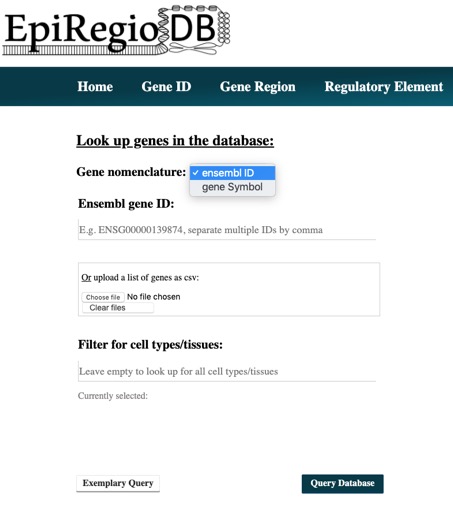 EpiRegioDB
Home Gene ID Gene Region Regulatory Element
Look up genes in the database:
Gene nomenclature: ✓ ensembl ID
gene Symbol
Ensembl gene ID:
E.g. ENSG00000139874, separate multiple IDs by comma
Or upload a list of genes as csv:
Choose file No file chosen
Clear files
Filter for cell types/tissues:
Leave empty to look up for all cell types/tissues
Currently selected:
Exemplary Query Query Database